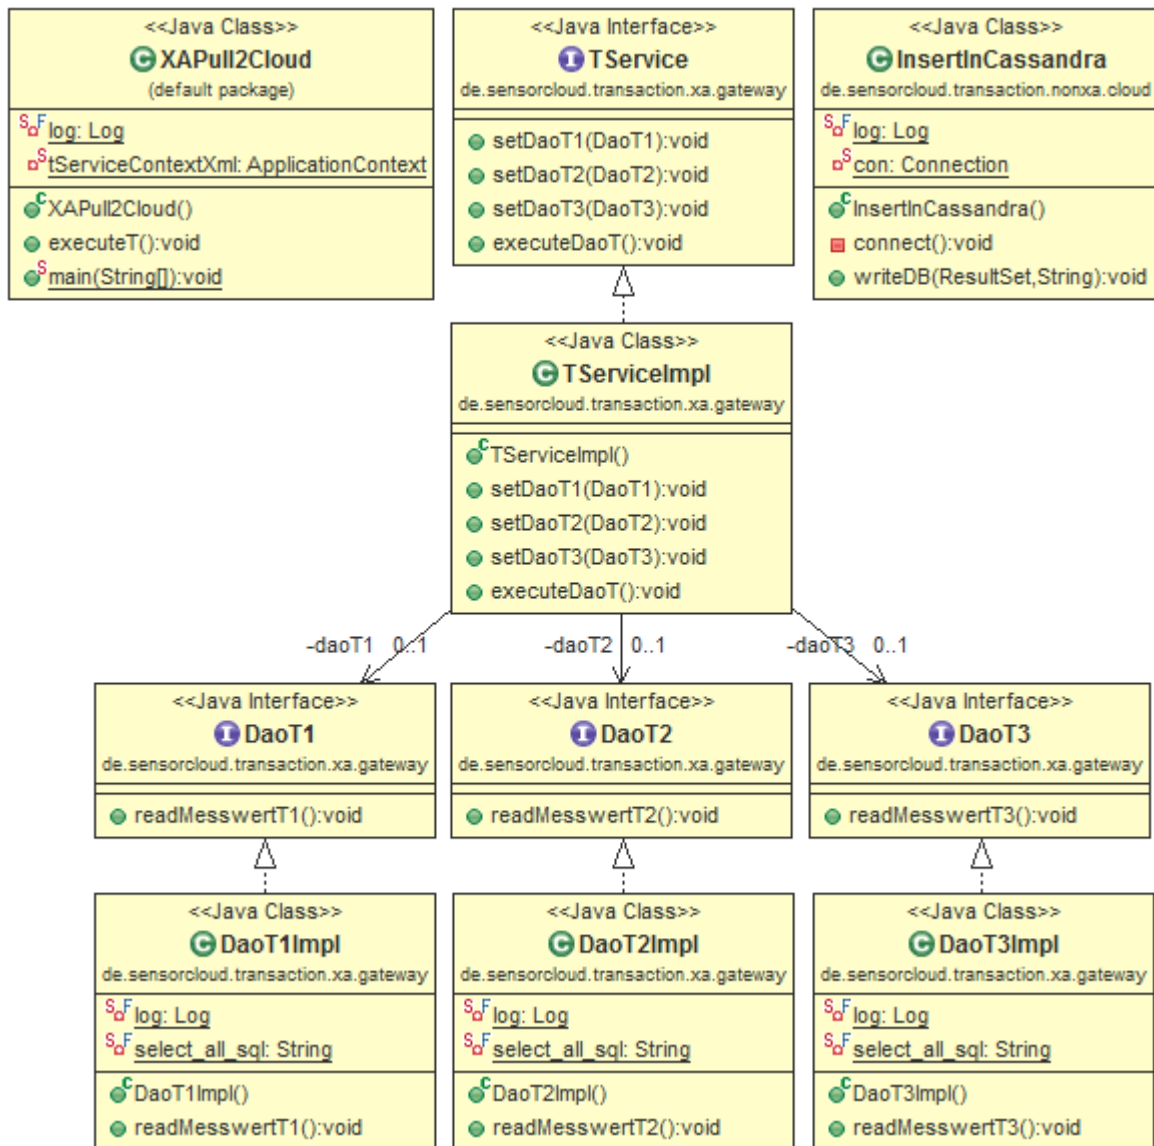 <<Java Class>>
C XAPull2Cloud
(default package)
S F log: Log
S tServiceContextXml: ApplicationContext
C XAPull2Cloud()
executeT():void
S main(String[]):void
<<Java Interface>>
I TService
de.sensorcloud.transaction.xa.gateway
setDaoT1(DaoT1):void
setDaoT2(DaoT2):void
setDaoT3(DaoT3):void
executeDaoT():void
<<Java Class>>
C InsertInCassandra
de.sensorcloud.transaction.nonxa.cloud
S F log: Log
S con: Connection
C InsertInCassandra()
connect():void
writeDB(ResultSet,String):void
<<Java Class>>
C TServiceImpl
de.sensorcloud.transaction.xa.gateway
C TServiceImpl()
setDaoT1(DaoT1):void
setDaoT2(DaoT2):void
setDaoT3(DaoT3):void
executeDaoT():void
-daoT1 0..1
-daoT2 0..1
-daoT3 0..1
<<Java Interface>>
I DaoT1
de.sensorcloud.transaction.xa.gateway
readMesswertT1():void
<<Java Interface>>
I DaoT2
de.sensorcloud.transaction.xa.gateway
readMesswertT2():void
<<Java Interface>>
I DaoT3
de.sensorcloud.transaction.xa.gateway
readMesswertT3():void
<<Java Class>>
C DaoT1Impl
de.sensorcloud.transaction.xa.gateway
S F log: Log
S F select_all_sql: String
C DaoT1Impl()
readMesswertT1():void
<<Java Class>>
C DaoT2Impl
de.sensorcloud.transaction.xa.gateway
S F log: Log
S F select_all_sql: String
C DaoT2Impl()
readMesswertT2():void
<<Java Class>>
C DaoT3Impl
de.sensorcloud.transaction.xa.gateway
S F log: Log
S F select_all_sql: String
C DaoT3Impl()
readMesswertT3():void